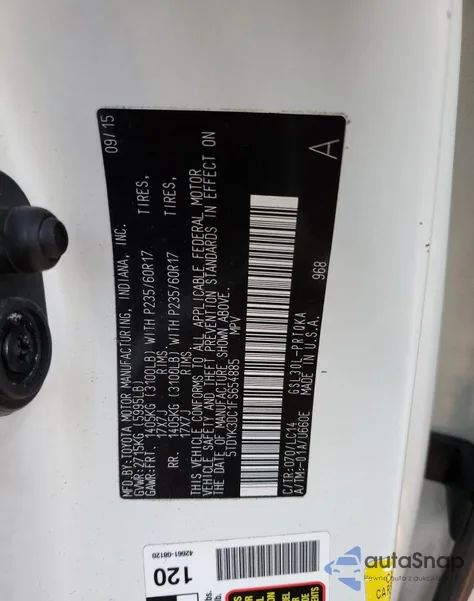 MFD.BY:TOYOTA MOTOR MANUFACTURING, INDIANA, INC. 09/15
GVWR: 2715KG (5985LB)
GAWR:FRT. 1405KG (3100LB) WITH P235/60R17 TIRES,
17X7J RIMS.
RR. 1405KG (3100LB) WITH P235/60R17 TIRES,
17X7J RIMS.
THIS VEHICLE CONFORMS TO ALL APPLICABLE FEDERAL MOTOR
VEHICLE SAFETY AND THEFT PREVENTION STANDARDS IN EFFECT ON
THE DATE OF MANUFACTURE SHOWN ABOVE.
5TDYK3DC1FS654885 MPV
968 A
C/TR:070/LC14 GSL30L-PRTQKA
A/TM:-01A/U660E MADE IN U.S.A.
42661-08120
120
autoSnap
CAR